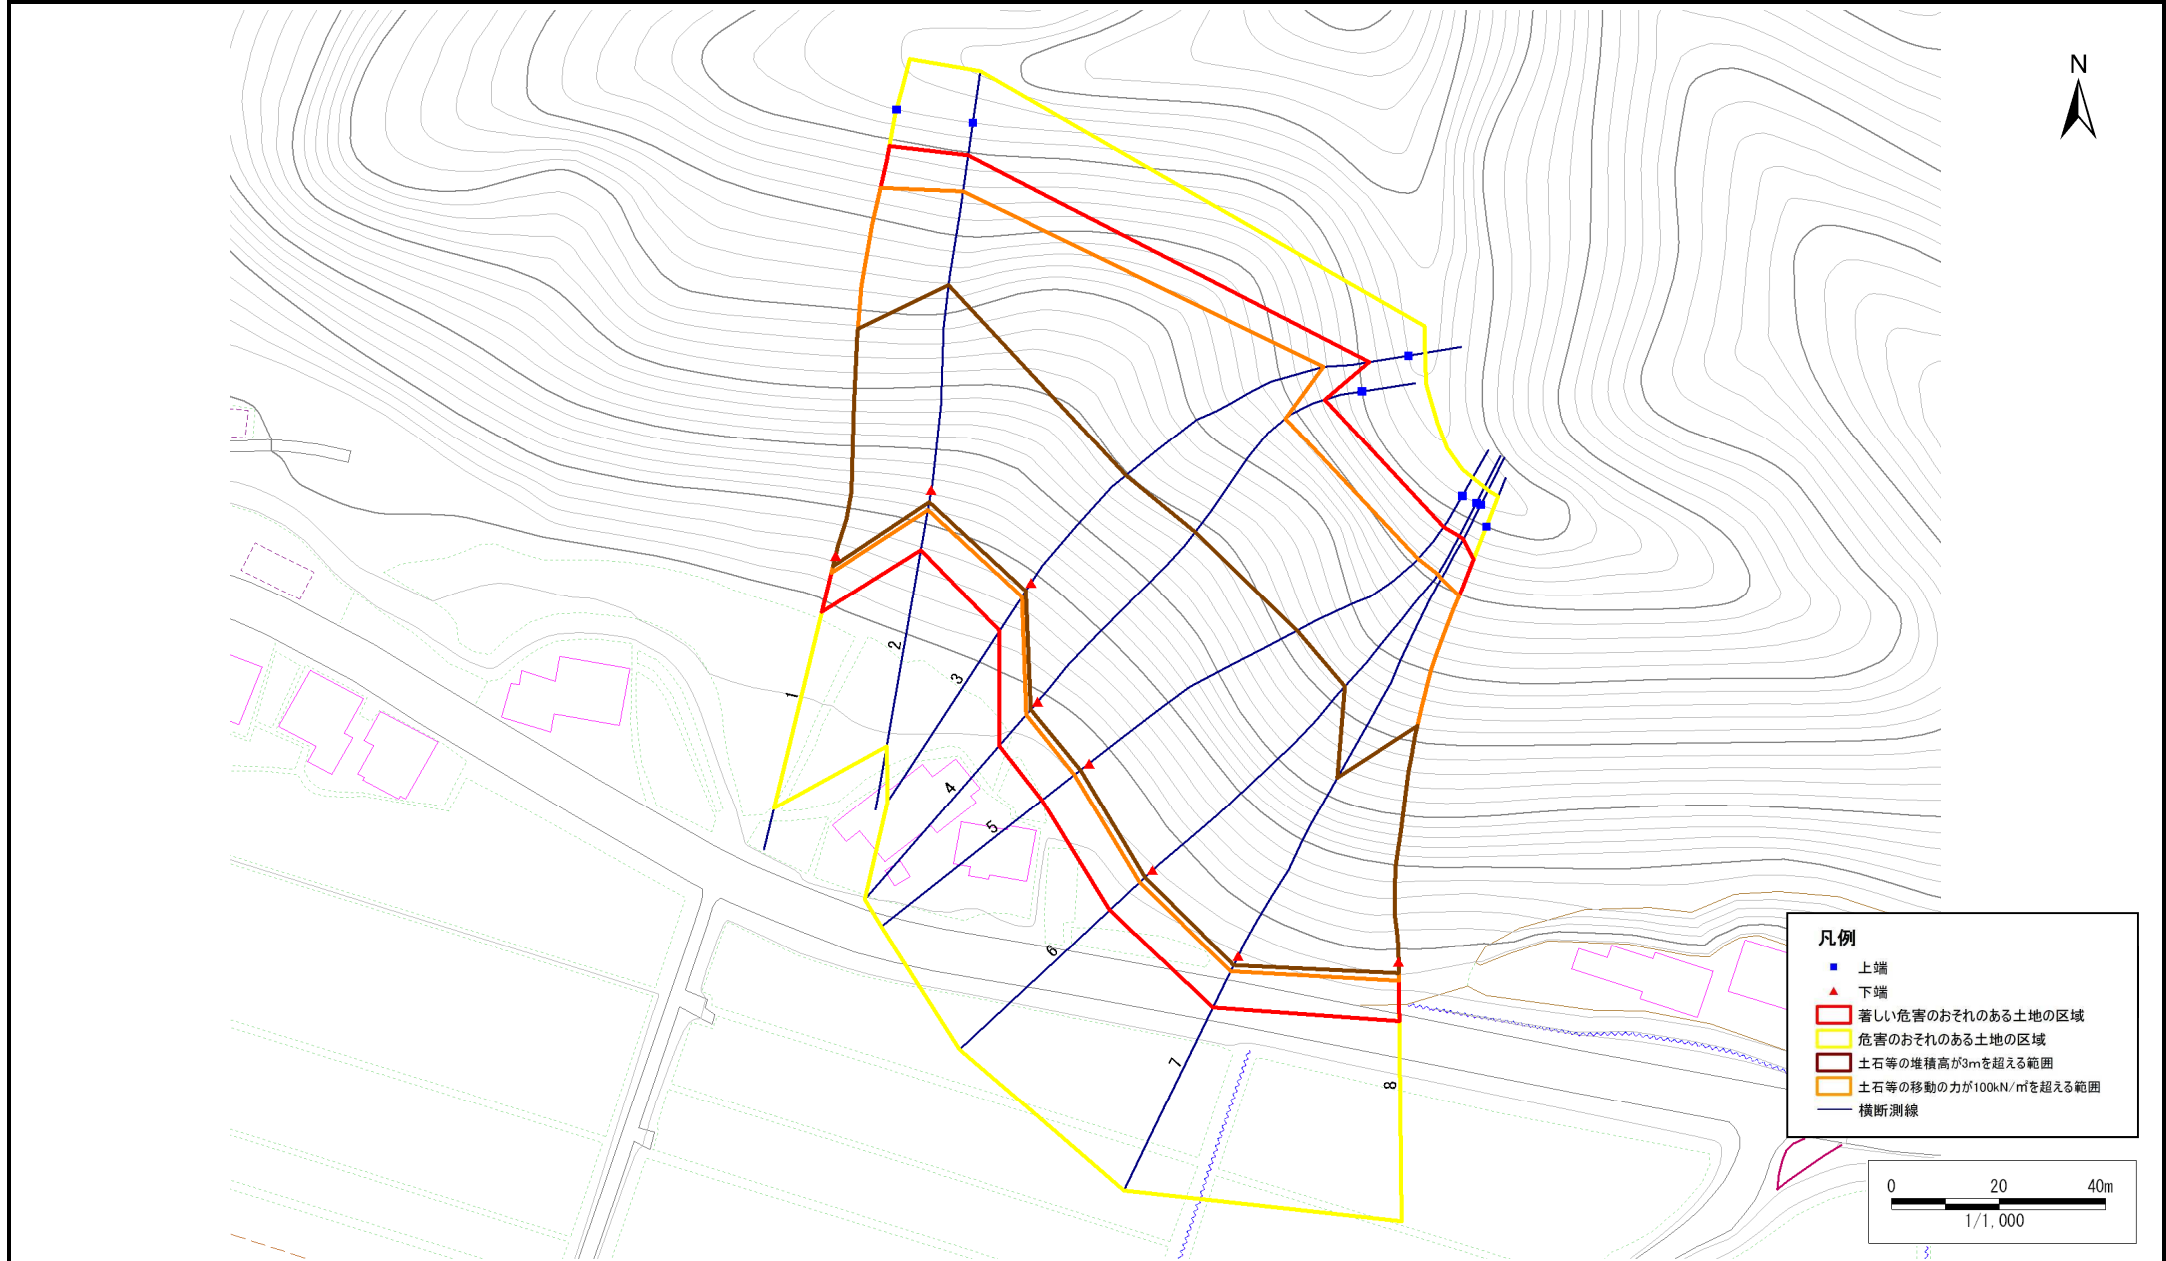 N
1
2
3
4
5
6
7
8
凡例
上端
下端
著しい危害のおそれのある土地の区域
危害のおそれのある土地の区域
土石等の堆積高が3mを超える範囲
土石等の移動の力が100kN/㎡を超える範囲
横断測線
0 20 40m
1/1,000